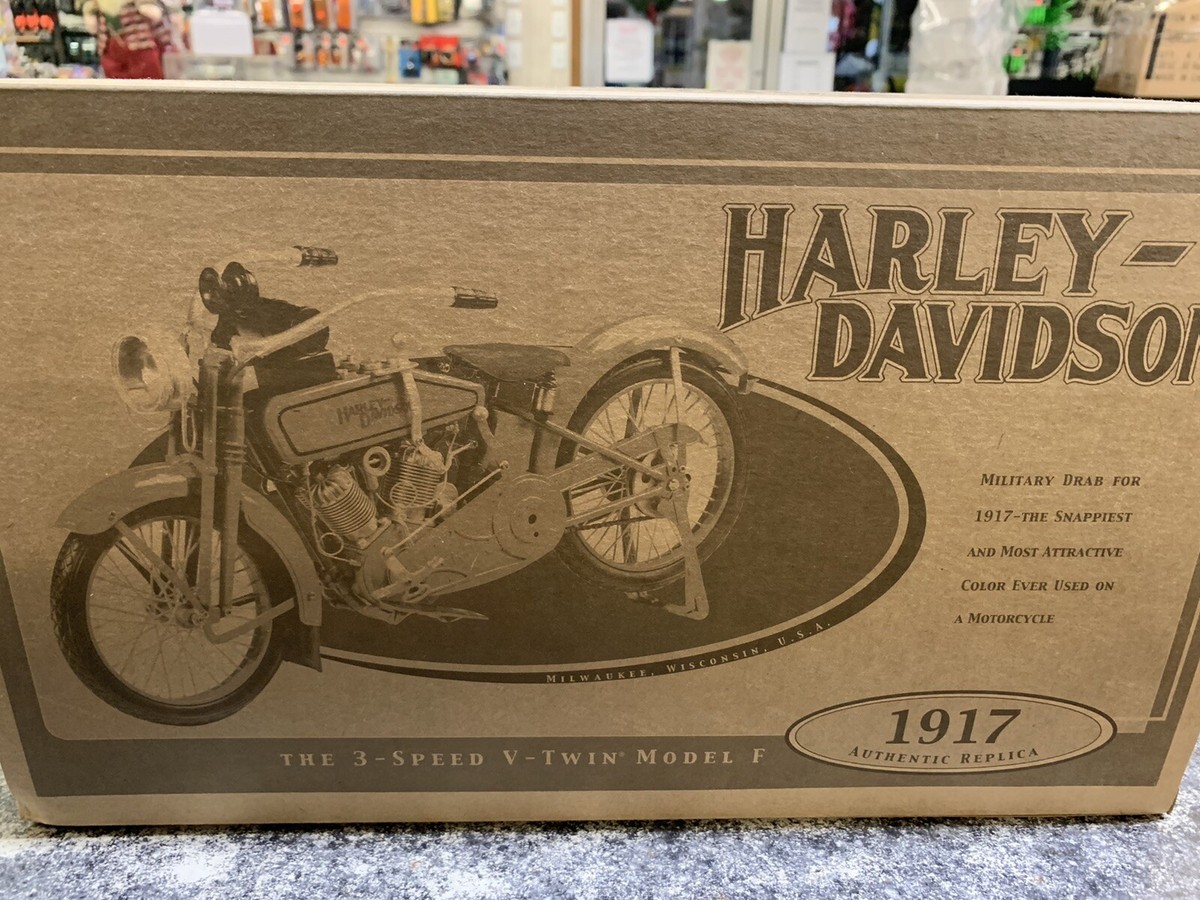 HARLEY-
DAVIDSON
HARLEY-
DAVIDSON
MILITARY DRAB FOR
1917-THE SNAPPIEST
AND MOST ATTRACTIVE
COLOR EVER USED ON
A MOTORCYCLE
MILWAUKEE, WISCONSIN, U.S.A.
1917
AUTHENTIC REPLICA
THE 3-SPEED V-TWIN® MODEL F